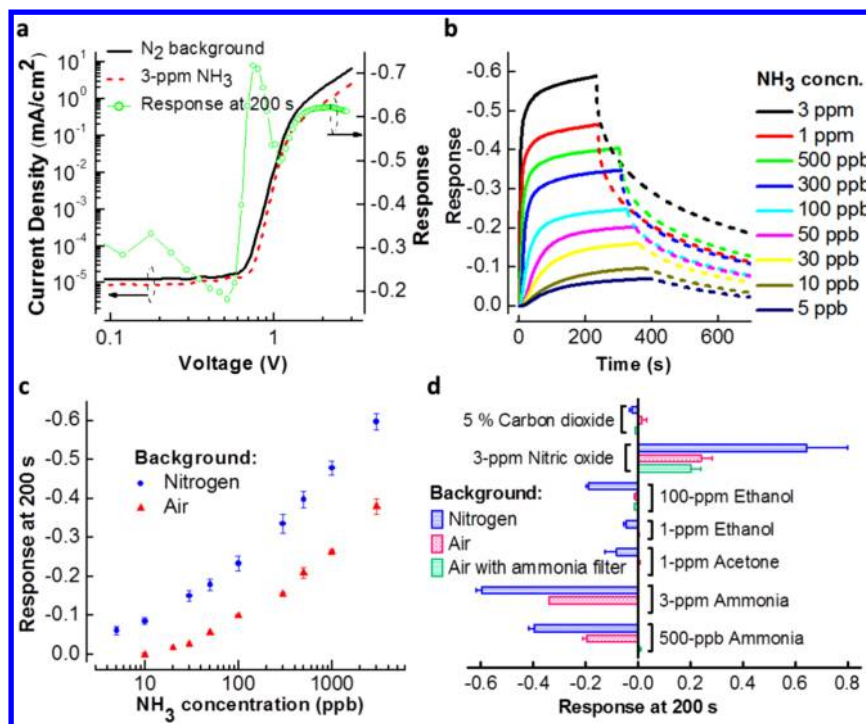 a
N2 background
3-ppm NH3
Response at 200 s
Current Density (mA/cm2)
10^1
10^0
10^-1
10^-2
10^-3
10^-4
10^-5
-0.7
-0.6
-0.5
-0.4
-0.3
-0.2
Response
0.1
1
Voltage (V)
b
-0.6
-0.5
-0.4
-0.3
-0.2
-0.1
0.0
Response
0
200
400
600
Time (s)
NH3 concn.
3 ppm
1 ppm
500 ppb
300 ppb
100 ppb
50 ppb
30 ppb
10 ppb
5 ppb
c
-0.6
-0.5
-0.4
-0.3
-0.2
-0.1
0.0
Response at 200 s
Background:
Nitrogen
Air
10
100
1000
NH3 concentration (ppb)
d
5 % Carbon dioxide
3-ppm Nitric oxide
100-ppm Ethanol
1-ppm Ethanol
1-ppm Acetone
3-ppm Ammonia
500-ppb Ammonia
Background:
Nitrogen
Air
Air with ammonia filter
-0.6 -0.4 -0.2 -0.0 0.2 0.4 0.6 0.8
Response at 200 s